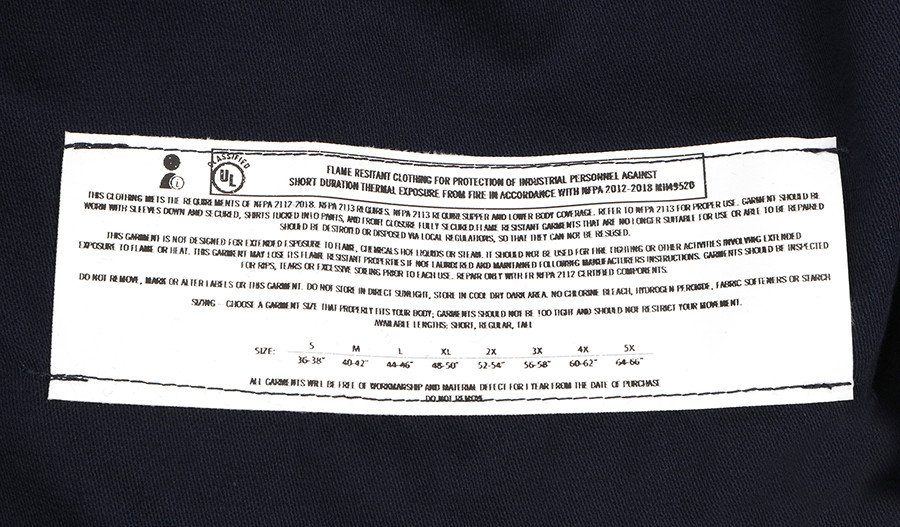 CLASSIFIED
UL
FLAME RESITANT CLOTHING FOR PROTECTION OF INDUSTRIAL PERSONNEL AGAINST
SHORT DURATION THERMAL EXPOSURE FROM FIRE IN ACCORDANCE WITH NFPA 2012-2018 MH49520
THIS CLOTHING METS THE REQUIREMENTS OF NFPA 2112-2018. NFPA 2113 REQUIRES. NFPA 2113 REQUIRESUPPER AND LOWER BODY COVERAGE. REFER TO NFPA 2113 FOR PROPER USE. GARMENT SHOULD BE
WORN WITH SLEEVES DOWN AND SECURED, SHIRTS TUCKED INTO PANTS, AND FRONT CLOSURE FULLY SECURED.FLAME RESISTANT GARMENTS THAT ARE NO LONGER SUITABLE FOR USE OR ABLE TO BE REPAIRED
SHOULD BE DESTROYED OR DISPOSED VIA LOCAL REGULATIONS, SO THAT THEY CAN NOT BE RESUSED.
THIS GARMENT IS NOT DESIGNED FOR EXTENDED ESPOSURE TO FLAIR, CHEMICALS HOT LIQUIDS OR STEAM. IT SHOULD NOT BE USED FOR FIRE FIGHTING OR OTHER ACTIVITIES INVOLVING EXTENDED
EXPOSURE TO FLAME OR HEAT. THIS GARMENT MAY LOSE ITS FLAME RESISTANT PROPERTIES IF NOT LAUNDERED AND MAINTAINED FOLLOWING MANUFACTURERS INSTRUCTIONS. GARMENTS SHOULD BE INSPECTED
FOR RIPS, TEARS OR EXCESSIVE SOILING PRIOR TO EACH USE. REPAIR ONLY WITH FR NFPA 2112 CERTIFIED COMPONENTS.
DO NOT REMOVE, MARK OR ALTER LABELS OR THIS GARMENT. DO NOT STORE IN DIRECT SUNLIGHT, STORE IN COOL DRY DARK AREA. NO CHLORINE BLEACH, HYDROGEN PEROXIDE, FABRIC SOFTENERS OR STARCH
SIZING - CHOOSE A GARMENT SIZE THAT PROPERLY FITS YOUR BODY; GARMENTS SHOULD NOT BE TOO TIGHT AND SHOULD NOT RESTRICT YOUR MOVEMENT.
AVAILABLE LENGTHS: SHORT, REGULAR, TALL
SIZE: S M L XL 2X 3X 4X 5X
36-38" 40-42" 44-46" 48-50" 52-54" 56-58" 60-62" 64-66"
ALL GARMENTS WILL BE FREE OF WORKMARSHIP AND MATERIAL DEFECT FOR 1 YEAR FROM THE DATE OF PURCHASE
DO NOT REMOVE